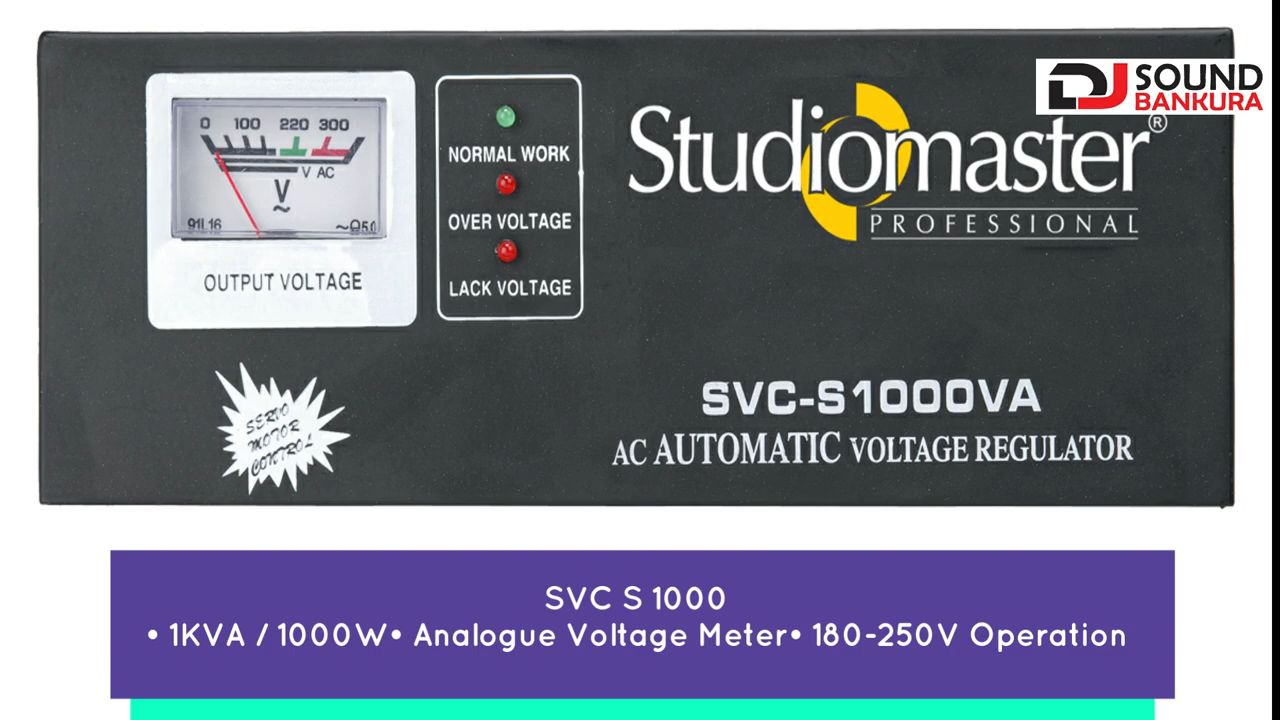 DJ SOUND
BANKURA
0 100 220 300
V AC
V
~
91L16
~Ω5.0
OUTPUT VOLTAGE
NORMAL WORK
OVER VOLTAGE
LACK VOLTAGE
Studiomaster®
PROFESSIONAL
SERVO
MOTOR
CONTROL
SVC-S1000VA
AC AUTOMATIC VOLTAGE REGULATOR
SVC S 1000
• 1KVA / 1000W• Analogue Voltage Meter• 180-250V Operation